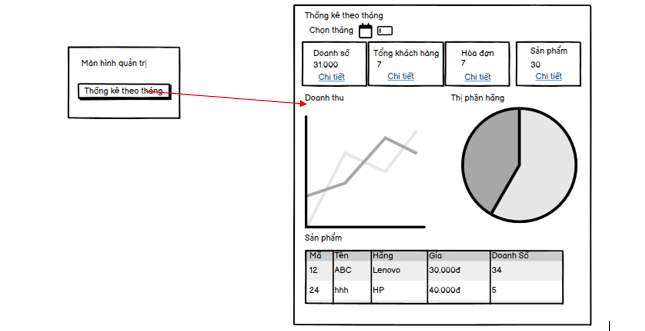 Màn hình quản trị
Thống kê theo tháng
Thống kê theo tháng
Chọn tháng
Doanh số
31.000
Chi tiết
Tổng khách hàng
7
Chi tiết
Hóa đơn
7
Chi tiết
Sản phẩm
30
Chi tiết
Doanh thu
Thị phần hãng
Sản phẩm
Mã Tên Hãng Gía Doanh Số
12 ABC Lenovo 30.000đ 34
24 hhh HP 40.000đ 5